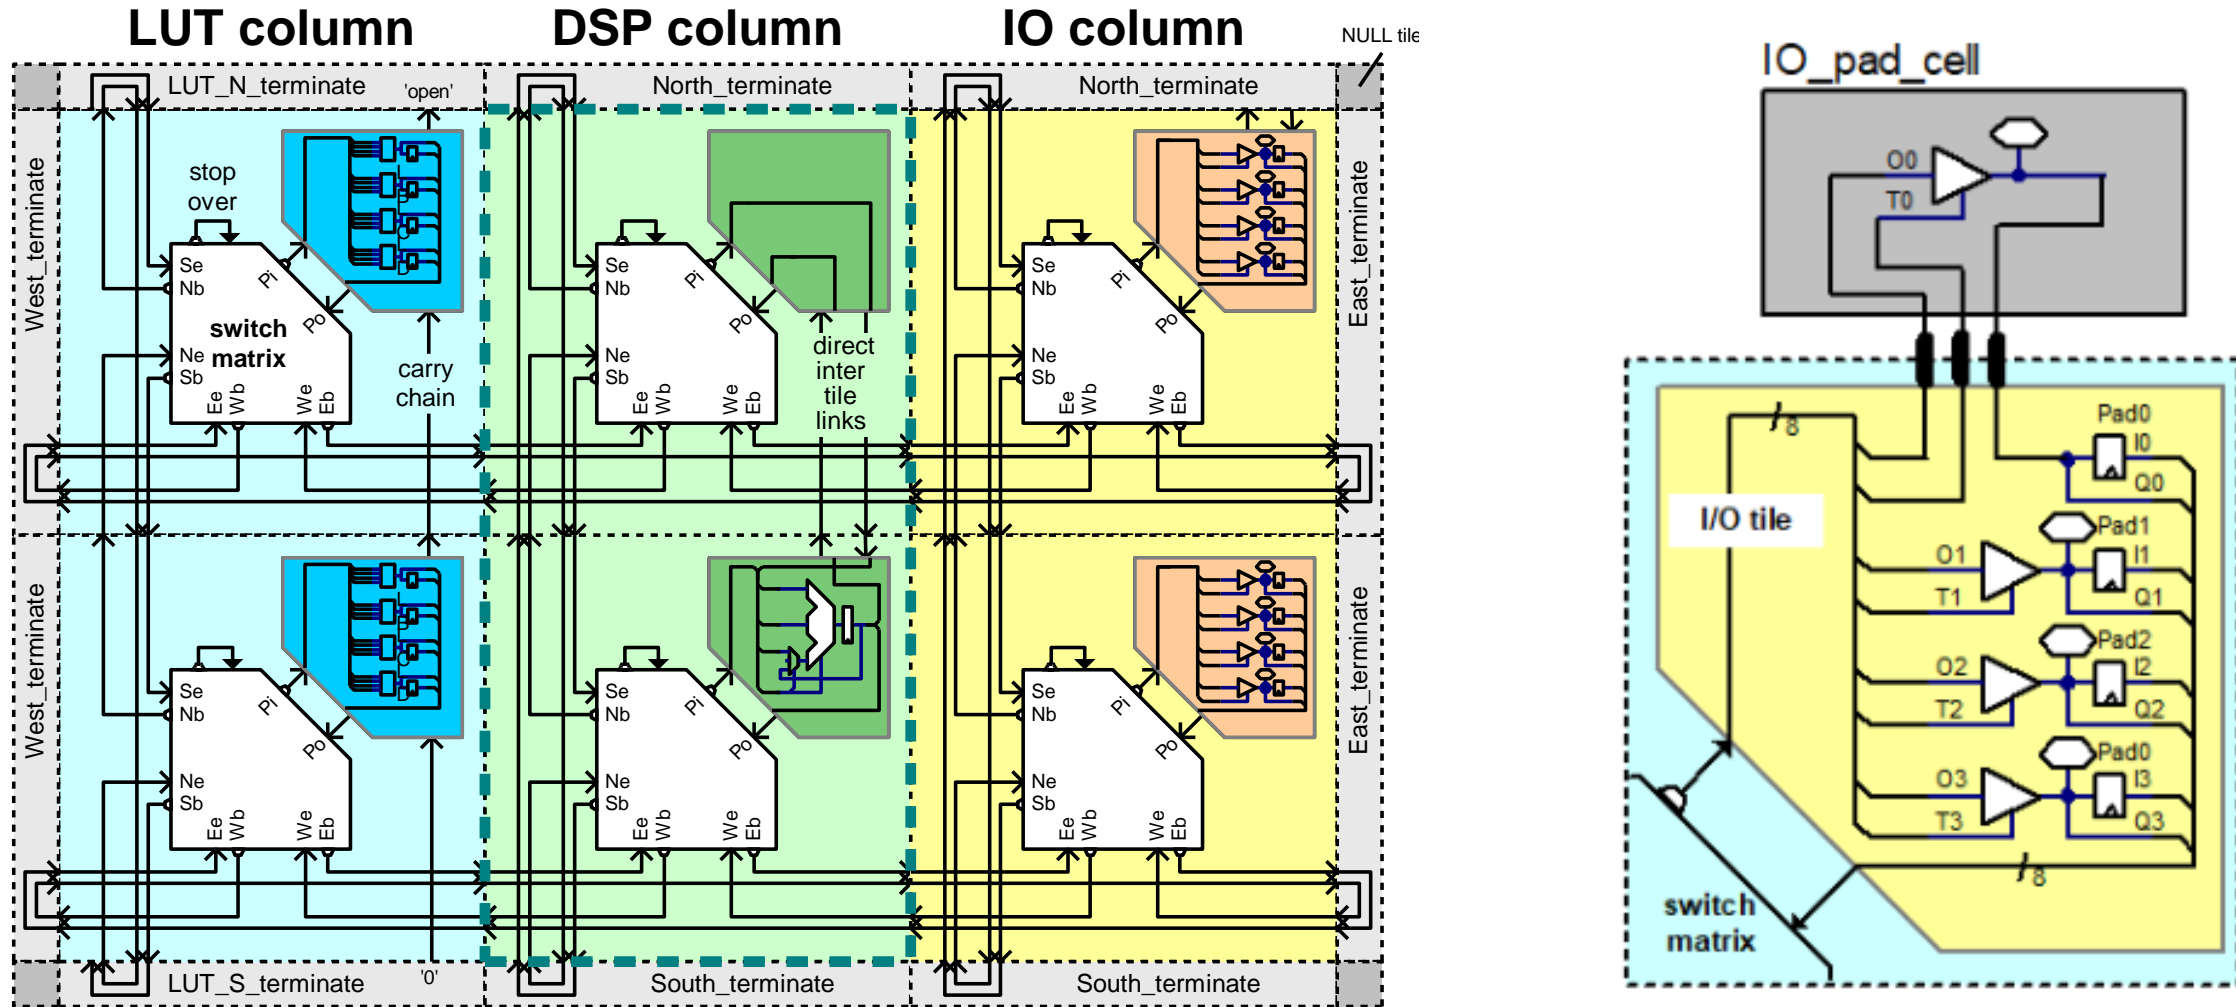 LUT column
DSP column
IO column
NULL tile
LUT_N_terminate
'open'
North_terminate
North_terminate
West_terminate
stop
over
Se
Nb
Pi
Po
switch
matrix
Ne
Sb
Ee
Wb
We
Eb
carry
chain
Se
Nb
Pi
Po
Ne
Sb
Ee
Wb
We
Eb
direct
inter
tile
links
Se
Nb
Pi
Po
Ne
Sb
Ee
Wb
We
Eb
East_terminate
West_terminate
Se
Nb
Pi
Po
Ne
Sb
Ee
Wb
We
Eb
Se
Nb
Pi
Po
Ne
Sb
Ee
Wb
We
Eb
Se
Nb
Pi
Po
Ne
Sb
Ee
Wb
We
Eb
East_terminate
LUT_S_terminate
'0'
South_terminate
South_terminate
IO_pad_cell
O0
T0
8
Pad0
I0
Q0
I/O tile
Pad1
O1
I1
T1
Q1
Pad2
O2
I2
T2
Q2
Pad0
O3
I3
T3
Q3
8
switch
matrix